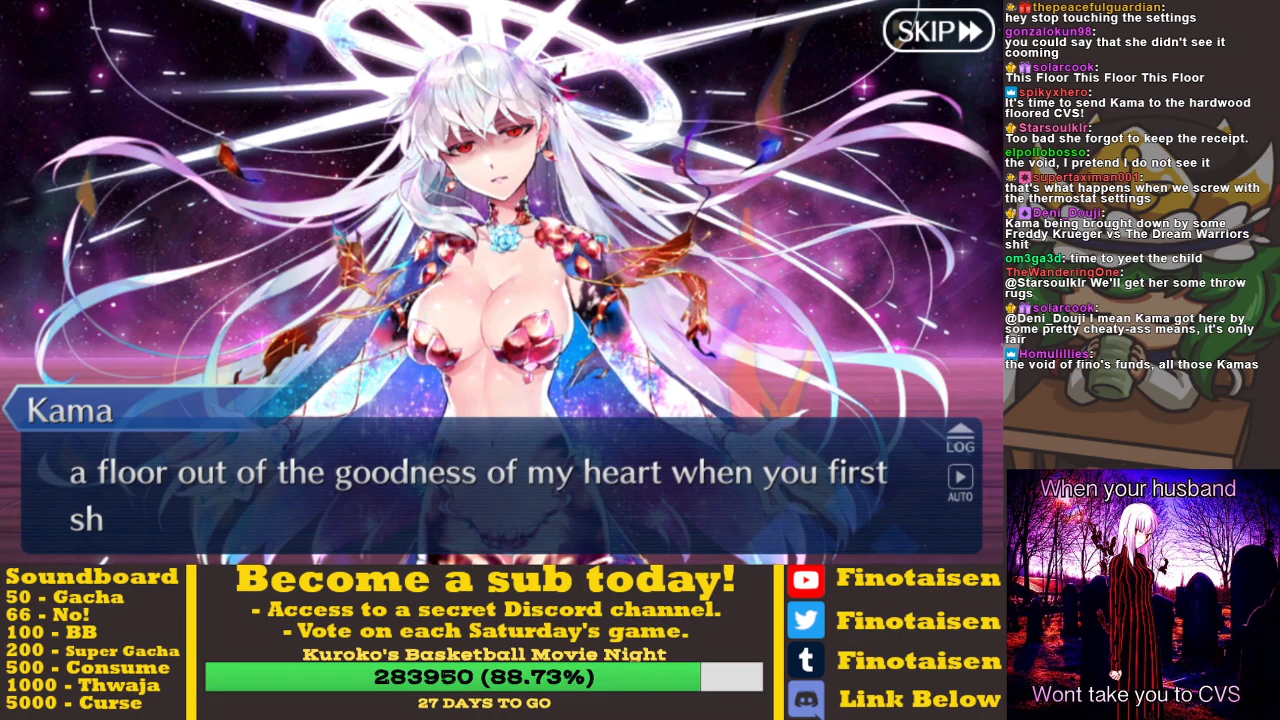 SKIP
Kama
a floor out of the goodness of my heart when you first
sh
LOG
AUTO
thepeacefulguardian:
hey stop touching the settings
gonzalokun98:
you could say that she didn't see it
cooming
solarcook:
This Floor This Floor This Floor
spikyxhero:
It's time to send Kama to the hardwood
floored CVS!
Starsoulklr:
Too bad she forgot to keep the receipt.
elpollobosso:
the void, I pretend I do not see it
supertaximan001:
that's what happens when we screw with
the thermostat settings
Deni_Douji:
Kama being brought down by some
Freddy Krueger vs The Dream Warriors
shit
om3ga3d: time to yeet the child
TheWanderingOne:
@Starsoulklr We'll get her some throw
rugs
solarcook:
@Deni_Douji I mean Kama got here by
some pretty cheaty-ass means, it's only
fair
Homulillies:
the void of fino's funds, all those Kamas
When your husband
Wont take you to CVS
Soundboard
50 - Gacha
66 - No!
100 - BB
200 - Super Gacha
500 - Consume
1000 - Thwaja
5000 - Curse
Become a sub today!
- Access to a secret Discord channel.
- Vote on each Saturday's game.
Kuroko's Basketball Movie Night
283950 (88.73%)
27 DAYS TO GO
Finotaisen
Finotaisen
t Finotaisen
Link Below